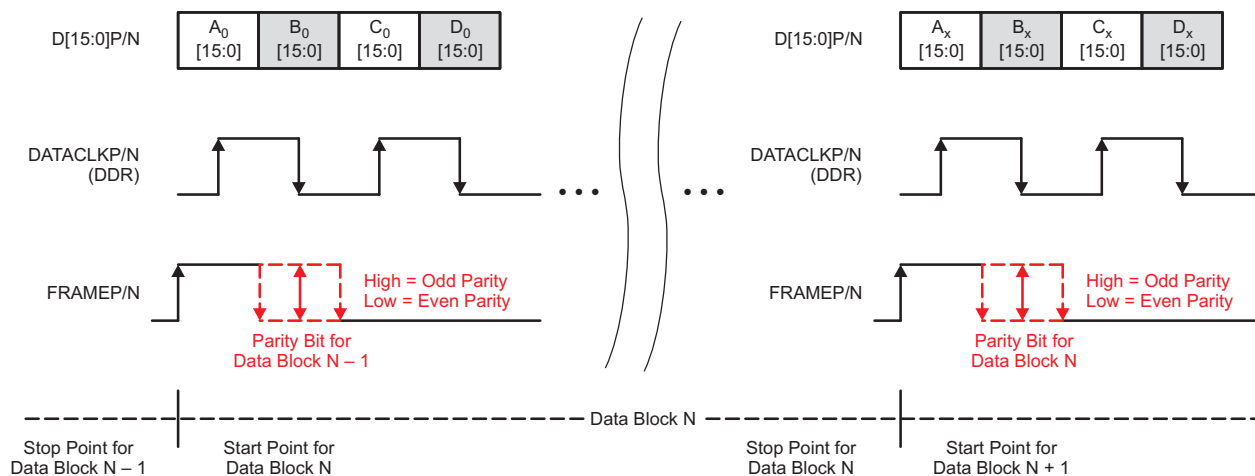 D[15:0]P/N
A0
[15:0]
B0
[15:0]
C0
[15:0]
D0
[15:0]
D[15:0]P/N
Ax
[15:0]
Bx
[15:0]
Cx
[15:0]
Dx
[15:0]
DATACLKP/N
(DDR)
DATACLKP/N
(DDR)
FRAMEP/N
High = Odd Parity
Low = Even Parity
Parity Bit for
Data Block N – 1
FRAMEP/N
High = Odd Parity
Low = Even Parity
Parity Bit for
Data Block N
Data Block N
Stop Point for
Data Block N – 1
Start Point for
Data Block N
Stop Point for
Data Block N
Start Point for
Data Block N + 1